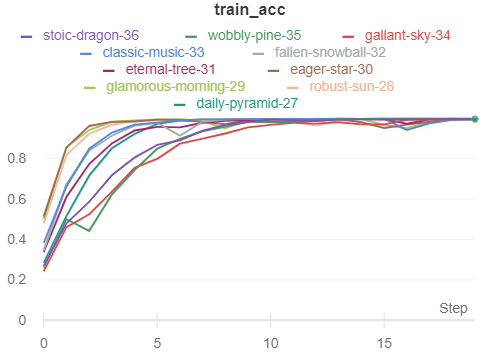 train_acc
stoic-dragon-36 wobbly-pine-35 gallant-sky-34
classic-music-33 fallen-snowball-32
eternal-tree-31 eager-star-30
glamorous-morning-29 robust-sun-28
daily-pyramid-27
0.8
0.6
0.4
0.2
0
Step
0 5 10 15